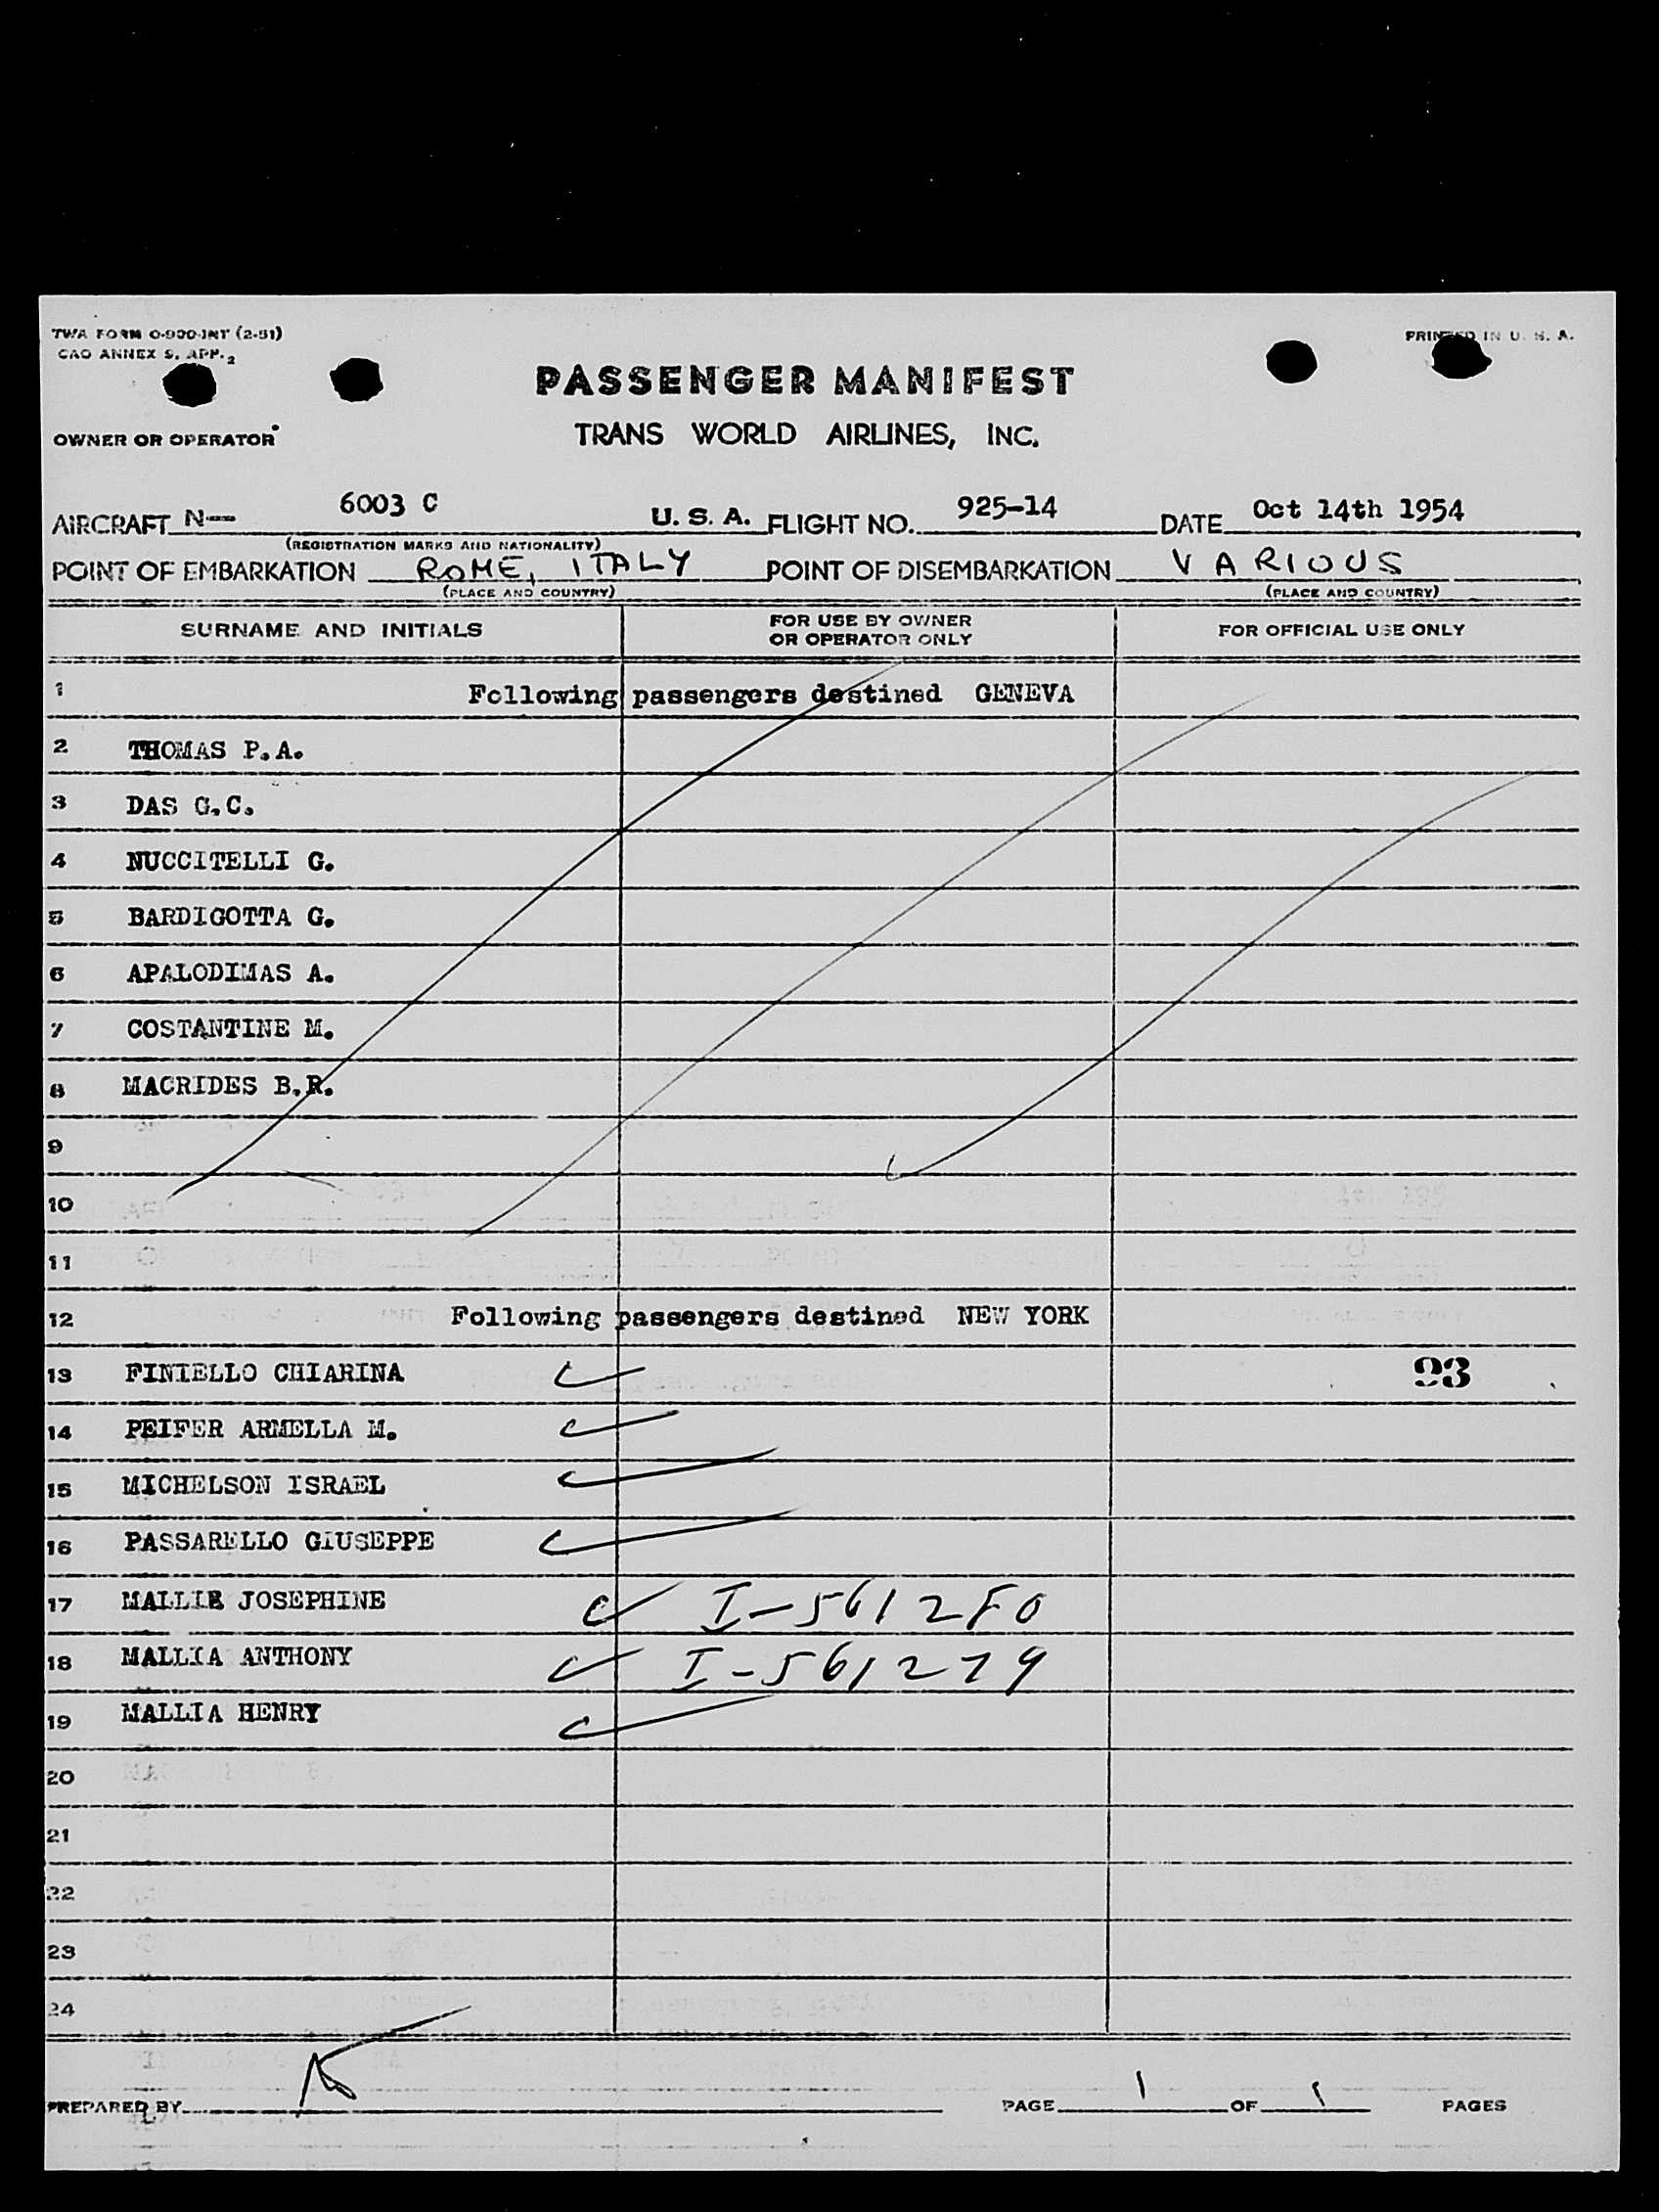 TWA FORM O-900-INT (2-51)
CAO ANNEX 9, APP. 2
PRINTED IN U. S. A.
PASSENGER MANIFEST
OWNER OR OPERATOR
TRANS WORLD AIRLINES, INC.
AIRCRAFT N— 6003 C U. S. A. FLIGHT NO. 925-14 DATE Oct 14th 1954
(REGISTRATION MARKS AND NATIONALITY)
POINT OF EMBARKATION ROME, ITALY POINT OF DISEMBARKATION VARIOUS
(PLACE AND COUNTRY) (PLACE AND COUNTRY)
SURNAME AND INITIALS FOR USE BY OWNER OR OPERATOR ONLY FOR OFFICIAL USE ONLY
1 Following passengers destined GENEVA
2 THOMAS P.A.
3 DAS G.C.
4 NUCCITELLI G.
5 BARDIGOTTA G.
6 APALODIMAS A.
7 COSTANTINE M.
8 MACRIDES B.R.
9
10
11
12 Following passengers destined NEW YORK
13 FINIELLO CHIARINA 93
14 PEIFER ARMELLA M.
15 MICHELSON ISRAEL
16 PASSARELLO GIUSEPPE
17 MALLIA JOSEPHINE I-561280
18 MALLIA ANTHONY I-561279
19 MALLIA HENRY
20
21
22
23
24
PREPARED BY PAGE 1 OF 1 PAGES